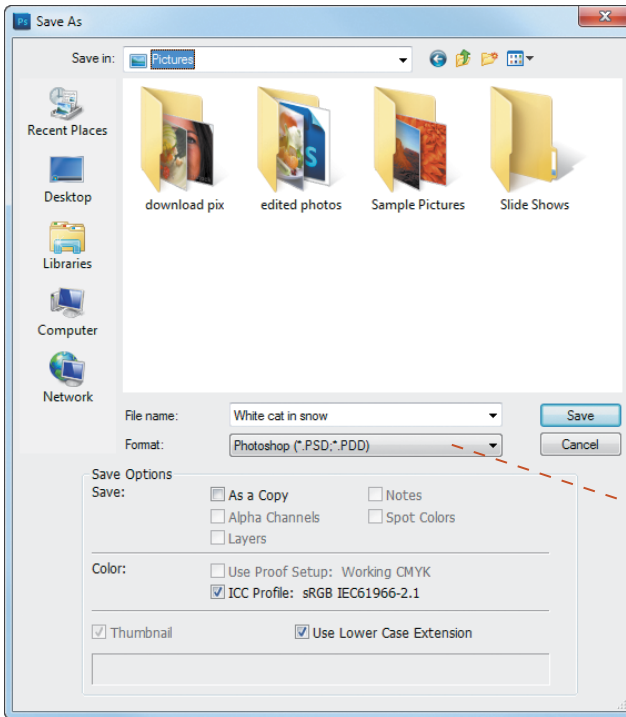 Ps Save As
Save in: Pictures
Recent Places
Desktop
Libraries
Computer
Network
download pix
edited photos
Sample Pictures
Slide Shows
File name: White cat in snow Save
Format: Photoshop (*.PSD;*.PDD) Cancel
Save Options
Save: As a Copy Notes
Alpha Channels Spot Colors
Layers
Color: Use Proof Setup: Working CMYK
ICC Profile: sRGB IEC61966-2.1
Thumbnail Use Lower Case Extension